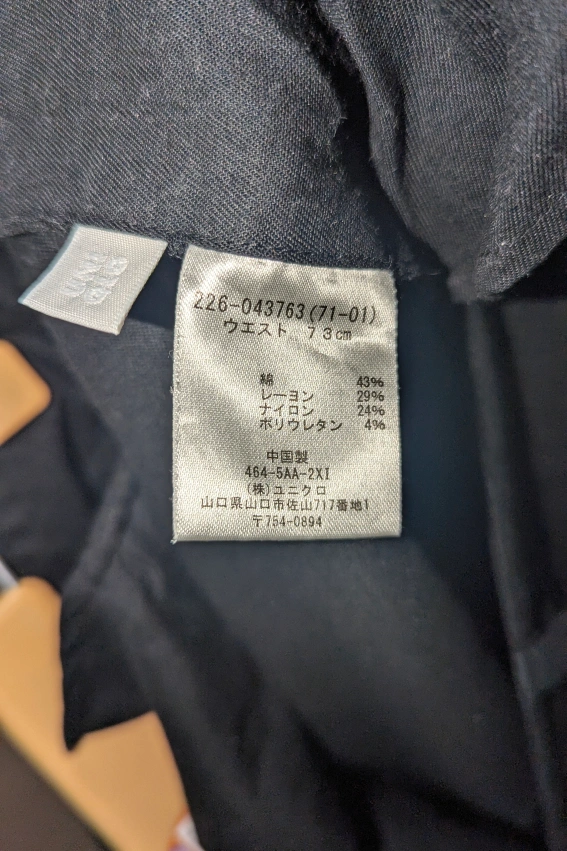 226-043763(71-01)
ウエスト 73cm
綿 43%
レーヨン 29%
ナイロン 24%
ポリウレタン 4%
中国製
464-5AA-2XI
(株)ユニクロ
山口県山口市佐山717番地1
〒754-0894